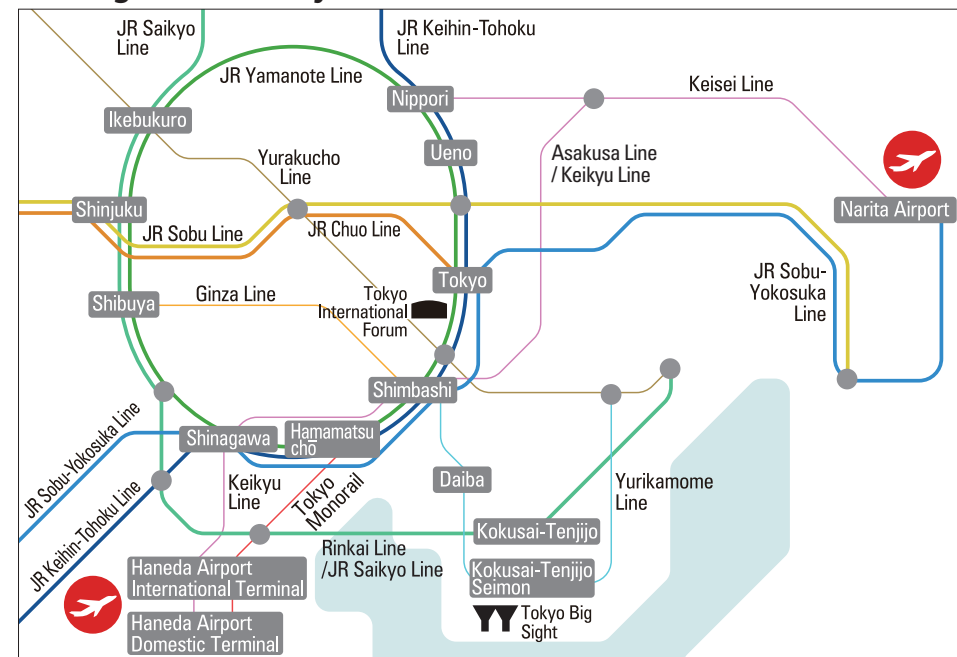 JR Saikyo
Line
JR Keihin-Tohoku
Line
JR Yamanote Line
Nippori
Keisei Line
Ikebukuro
Ueno
Yurakucho
Line
Asakusa Line
/ Keikyu Line
Shinjuku
Narita Airport
JR Sobu Line
JR Chuo Line
Tokyo
JR Sobu-
Yokosuka
Line
Shibuya
Ginza Line
Tokyo
International
Forum
Shimbashi
Shinagawa
Hamamatsu
chō
JR Sobu-Yokosuka Line
JR Keihin-Tohoku Line
Keikyu
Line
Tokyo
Monorail
Daiba
Yurikamome
Line
Kokusai-Tenjijo
Rinkai Line
/JR Saikyo Line
Haneda Airport
International Terminal
Kokusai-Tenjijo
Seimon
Haneda Airport
Domestic Terminal
Tokyo Big
Sight